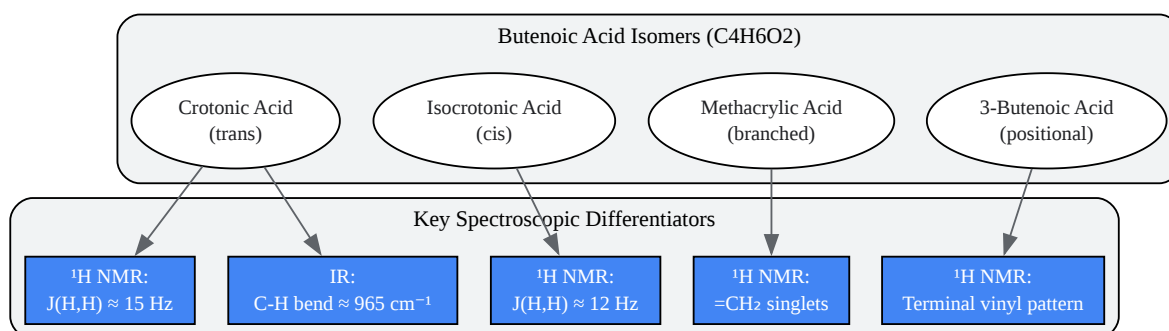 Butenoic Acid Isomers (C4H6O2)
Crotonic Acid
(trans)
Isocrotonic Acid
(cis)
Methacrylic Acid
(branched)
3-Butenoic Acid
(positional)
Key Spectroscopic Differentiators
¹H NMR:
J(H,H) ≈ 15 Hz
IR:
C-H bend ≈ 965 cm⁻¹
¹H NMR:
J(H,H) ≈ 12 Hz
¹H NMR:
=CH₂ singlets
¹H NMR:
Terminal vinyl pattern